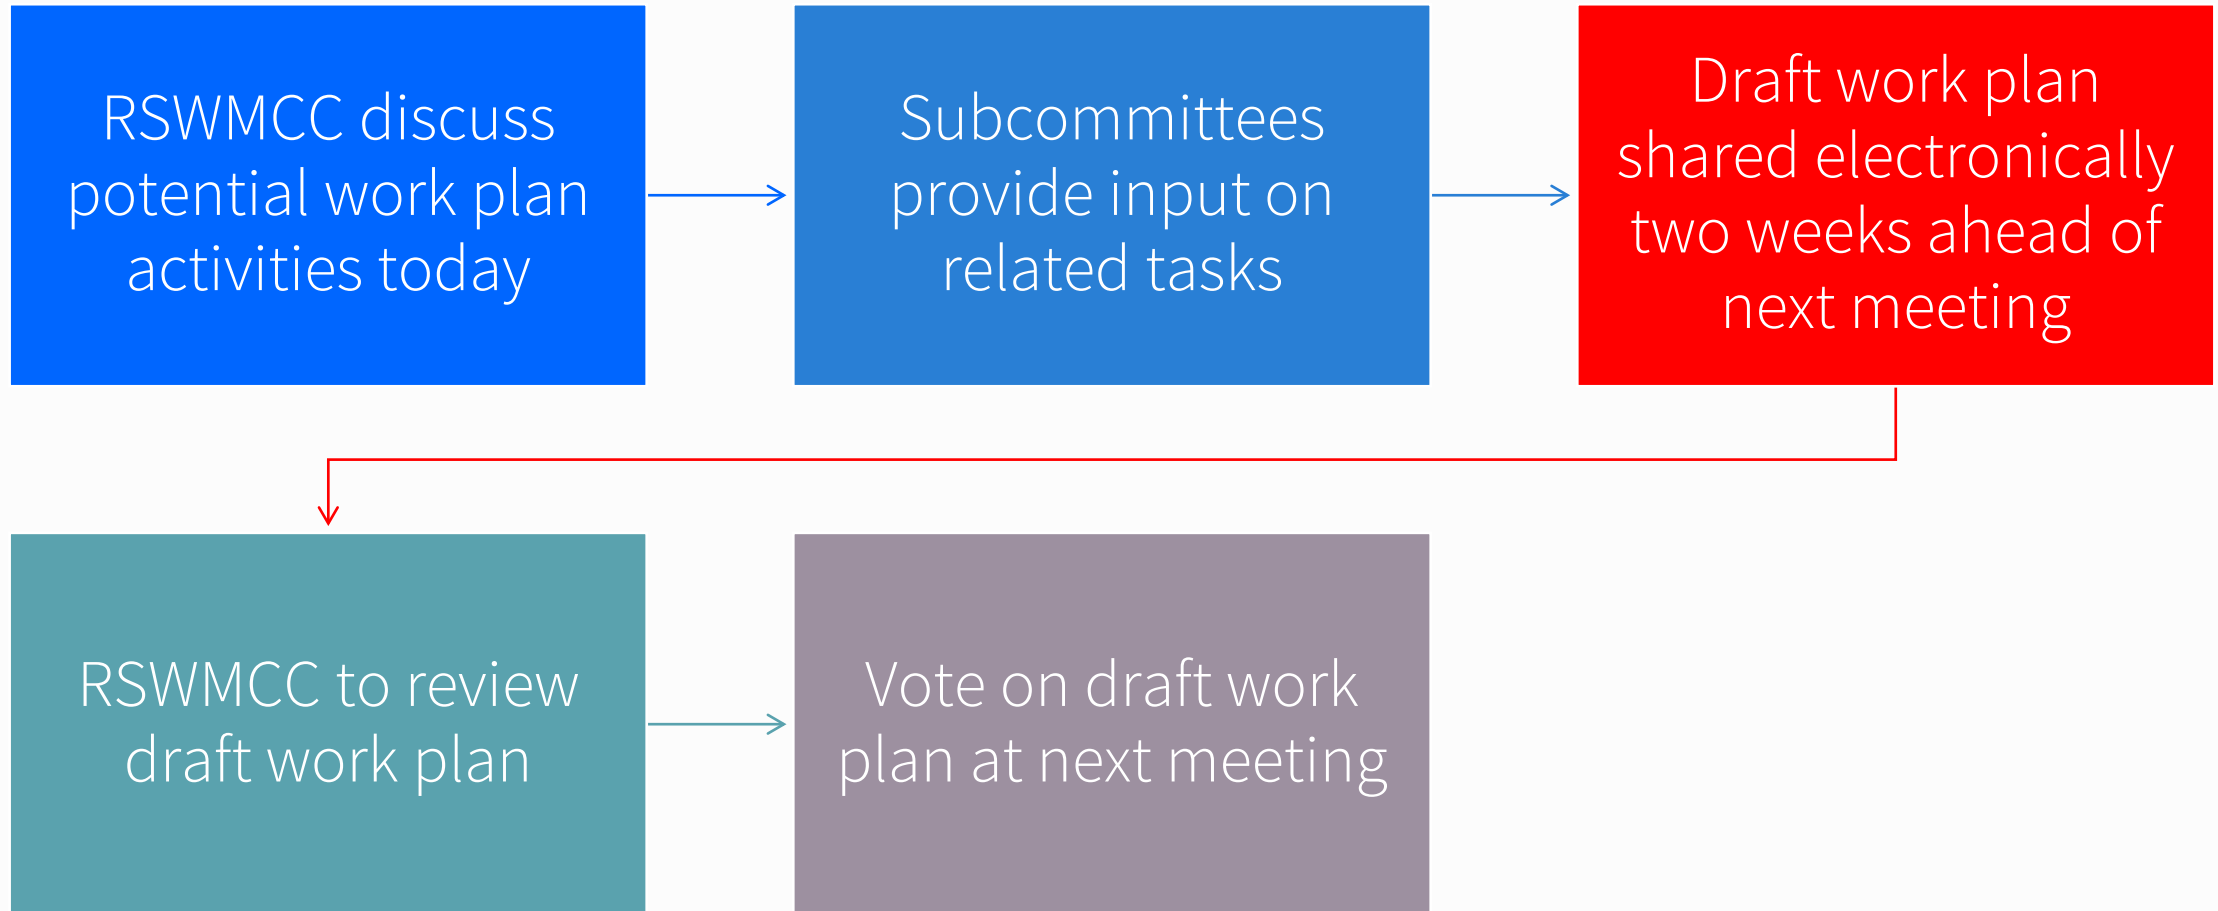 RSWMCC discuss
potential work plan
activities today
Subcommittees
provide input on
related tasks
Draft work plan
shared electronically
two weeks ahead of
next meeting
RSWMCC to review
draft work plan
Vote on draft work
plan at next meeting